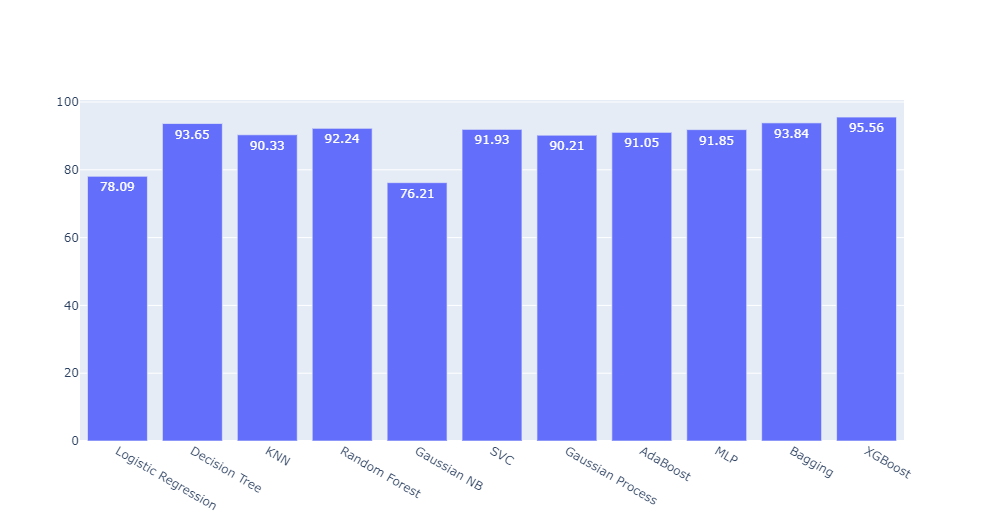 100
80
60
40
20
0
78.09
93.65
90.33
92.24
76.21
91.93
90.21
91.05
91.85
93.84
95.56
Logistic Regression
Decision Tree
KNN
Random Forest
Gaussian NB
SVC
Gaussian Process
AdaBoost
MLP
Bagging
XGBoost